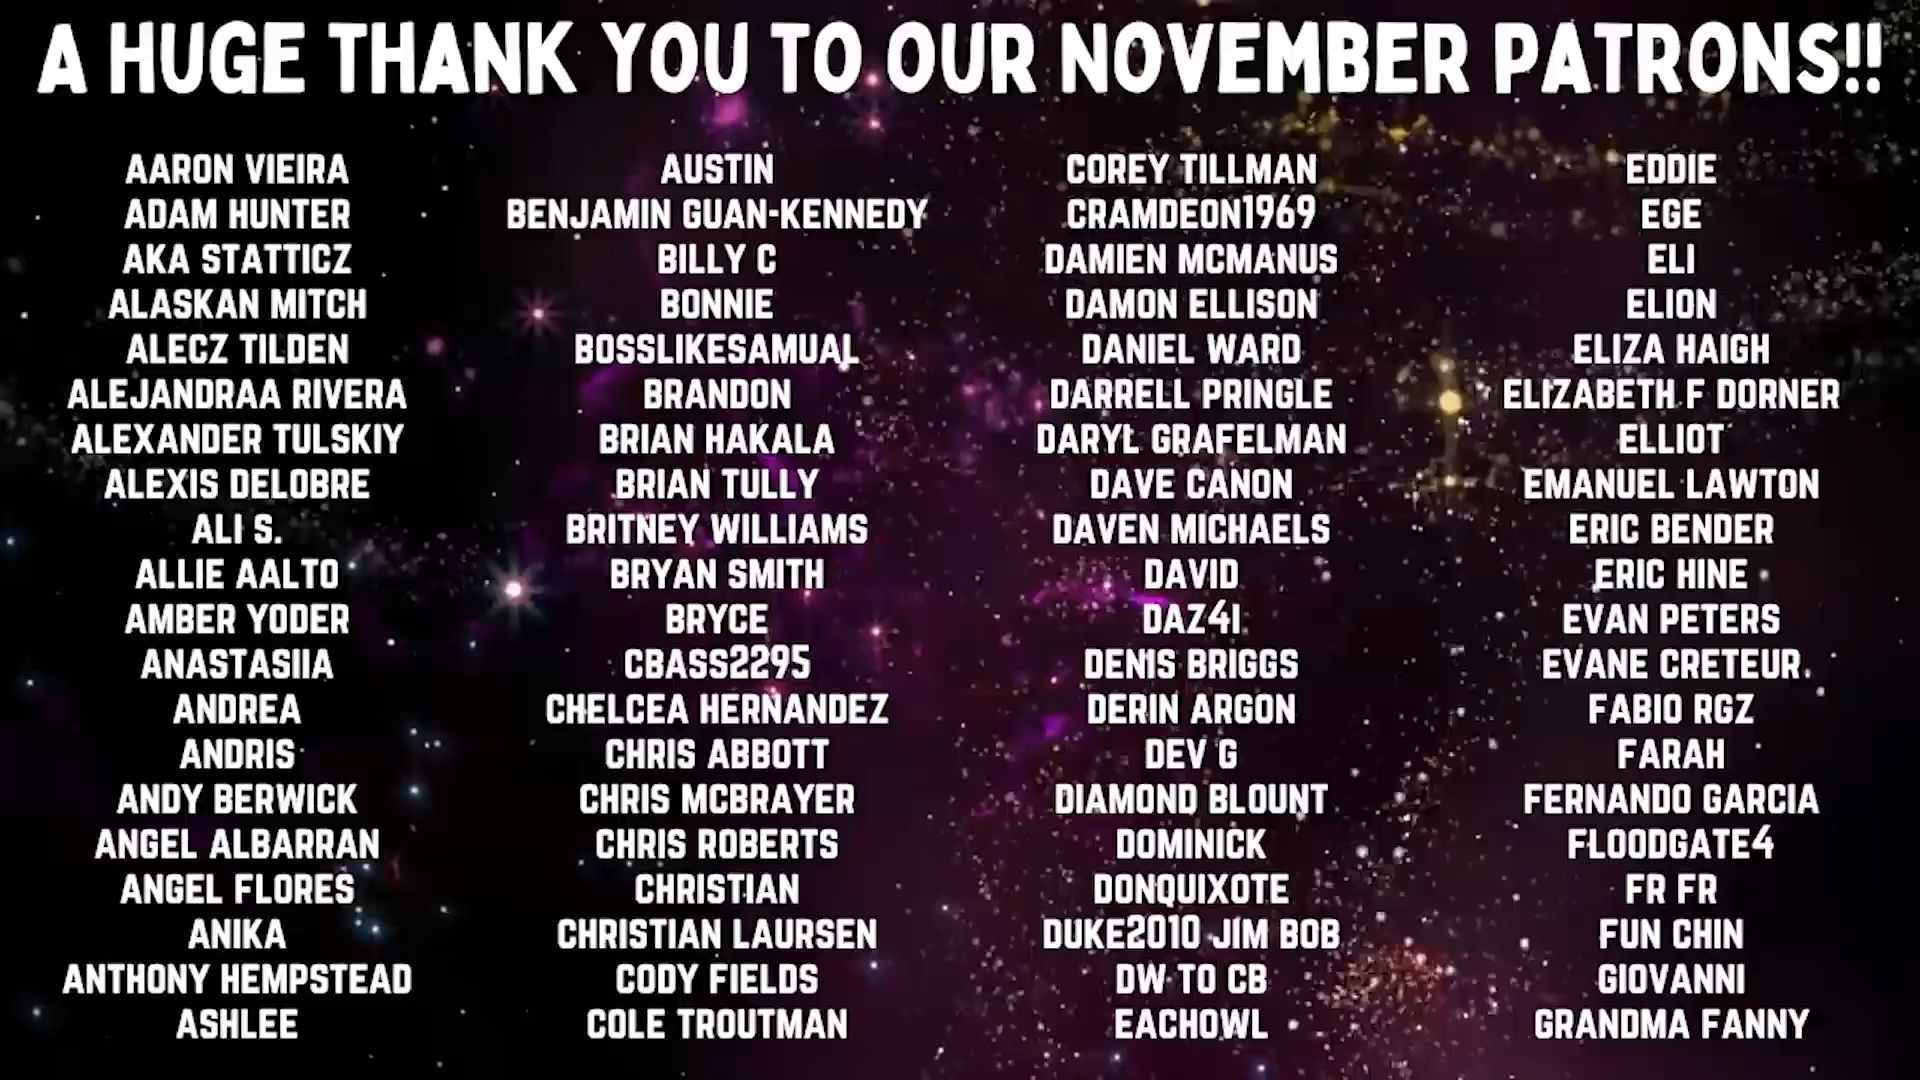 A HUGE THANK YOU TO OUR NOVEMBER PATRONS!!
AARON VIEIRA
ADAM HUNTER
AKA STATTICZ
ALASKAN MITCH
ALECZ TILDEN
ALEJANDRAA RIVERA
ALEXANDER TULSKIY
ALEXIS DELOBRE
ALI S.
ALLIE AALTO
AMBER YODER
ANASTASIIA
ANDREA
ANDRIS
ANDY BERWICK
ANGEL ALBARRAN
ANGEL FLORES
ANIKA
ANTHONY HEMPSTEAD
ASHLEE
AUSTIN
BENJAMIN GUAN-KENNEDY
BILLY C
BONNIE
BOSSLIKESAMUAL
BRANDON
BRIAN HAKALA
BRIAN TULLY
BRITNEY WILLIAMS
BRYAN SMITH
BRYCE
CBASS2295
CHELCEA HERNANDEZ
CHRIS ABBOTT
CHRIS MCBRAYER
CHRIS ROBERTS
CHRISTIAN
CHRISTIAN LAURSEN
CODY FIELDS
COLE TROUTMAN
COREY TILLMAN
CRAMDEON1969
DAMIEN MCMANUS
DAMON ELLISON
DANIEL WARD
DARRELL PRINGLE
DARYL GRAFELMAN
DAVE CANON
DAVEN MICHAELS
DAVID
DAZ4I
DENIS BRIGGS
DERIN ARGON
DEV G
DIAMOND BLOUNT
DOMINICK
DONQUIXOTE
DUKE2010 JIM BOB
DW TO CB
EACHOWL
EDDIE
EGE
ELI
ELION
ELIZA HAIGH
ELIZABETH F DORNER
ELLIOT
EMANUEL LAWTON
ERIC BENDER
ERIC HINE
EVAN PETERS
EVANE CRETEUR
FABIO RGZ
FARAH
FERNANDO GARCIA
FLOODGATE4
FR FR
FUN CHIN
GIOVANNI
GRANDMA FANNY